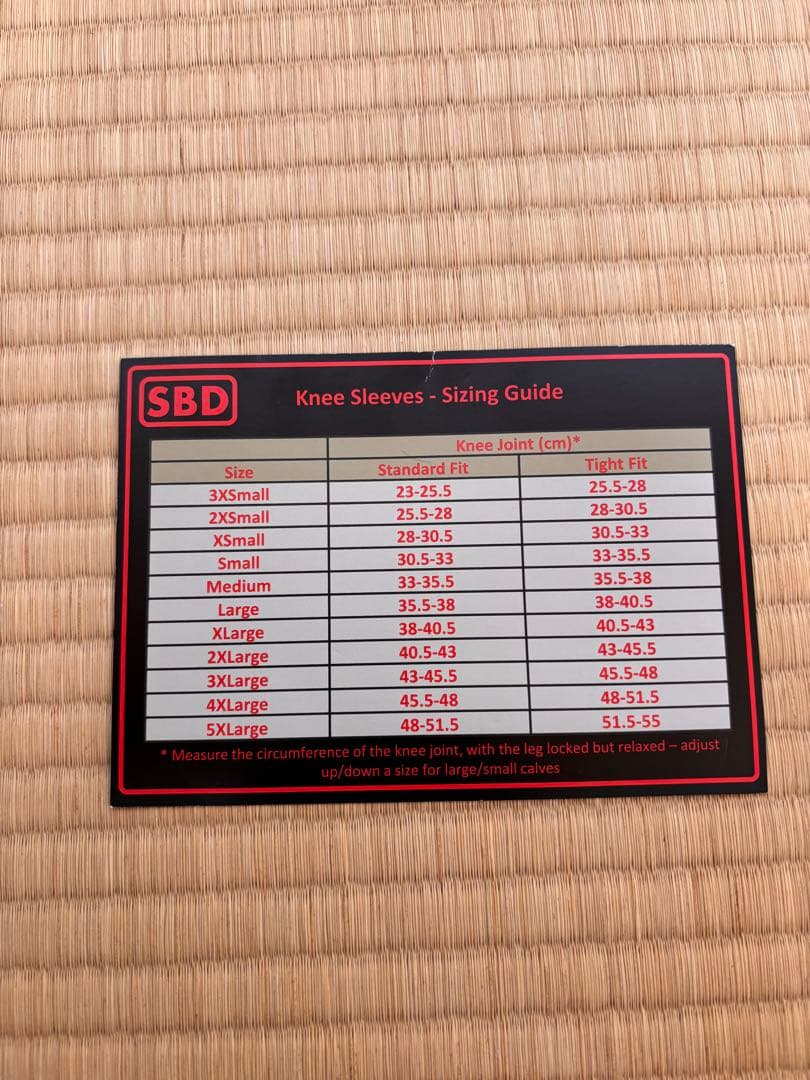 SBD
Knee Sleeves - Sizing Guide
Knee Joint (cm)*
Size Standard Fit Tight Fit
3XSmall 23-25.5 25.5-28
2XSmall 25.5-28 28-30.5
XSmall 28-30.5 30.5-33
Small 30.5-33 33-35.5
Medium 33-35.5 35.5-38
Large 35.5-38 38-40.5
XLarge 38-40.5 40.5-43
2XLarge 40.5-43 43-45.5
3XLarge 43-45.5 45.5-48
4XLarge 45.5-48 48-51.5
5XLarge 48-51.5 51.5-55
* Measure the circumference of the knee joint, with the leg locked but relaxed – adjust
up/down a size for large/small calves